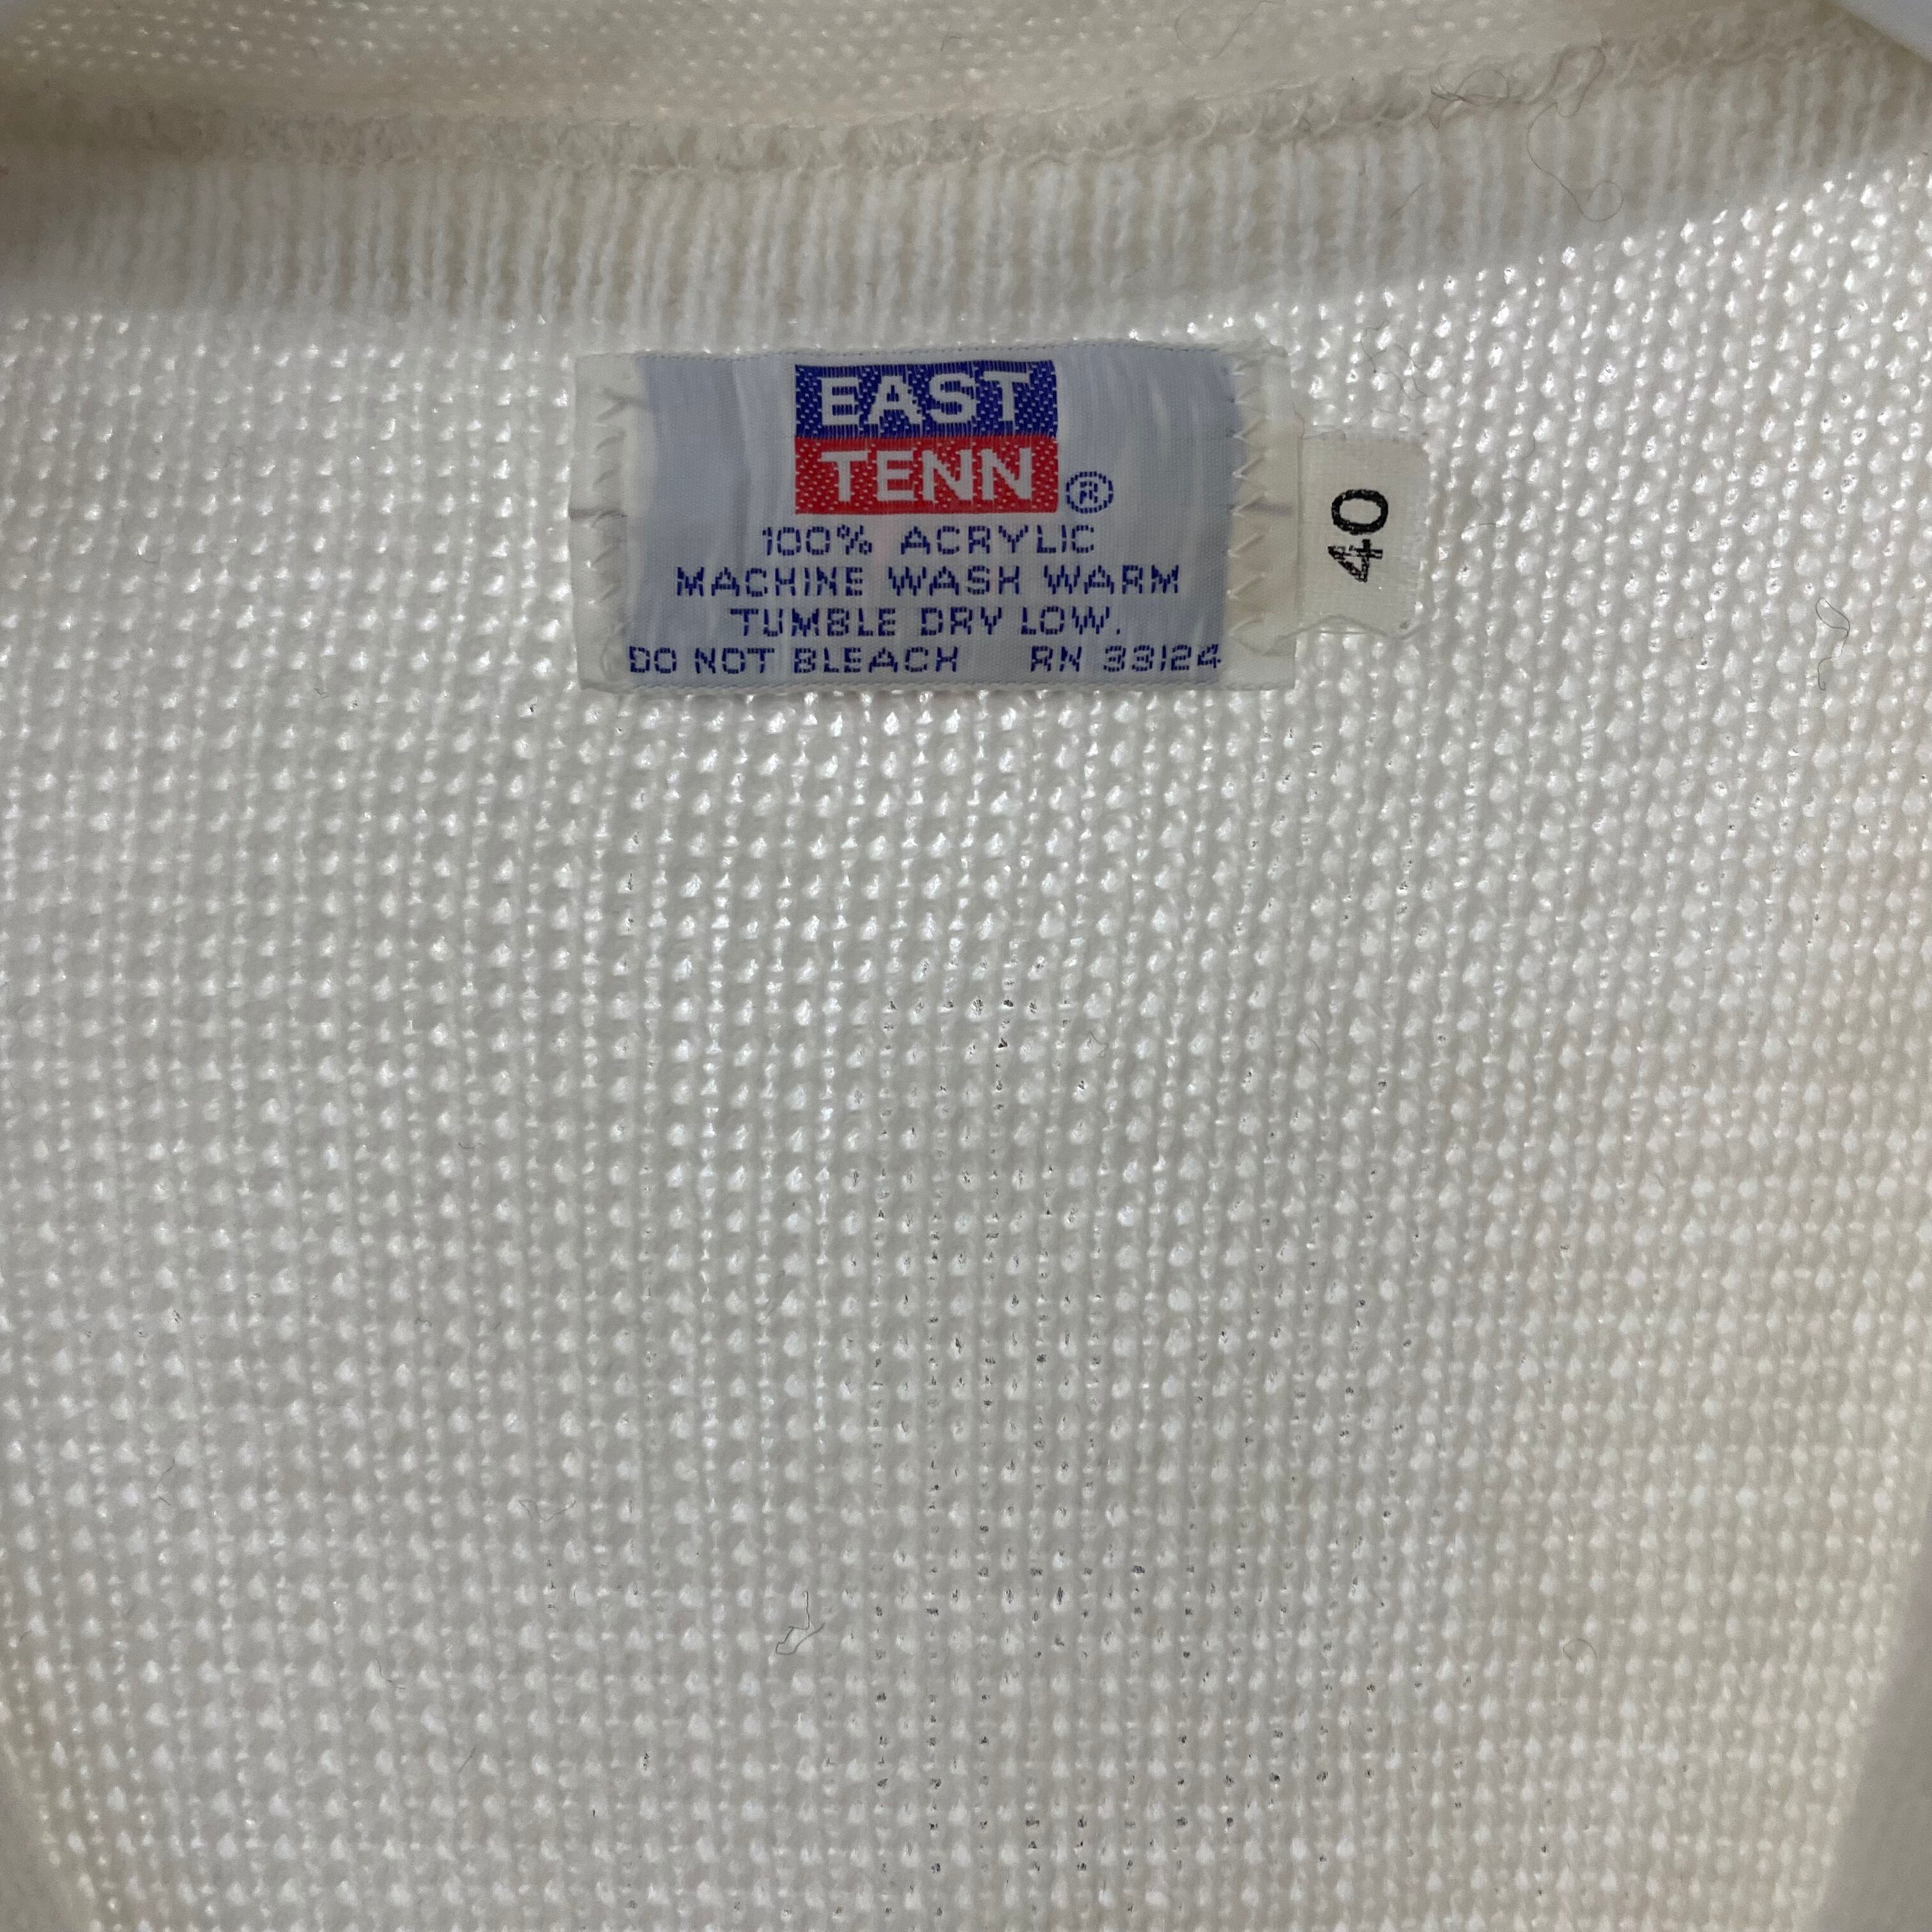 EAST
TENN ®
100% ACRYLIC
MACHINE WASH WARM
TUMBLE DRY LOW.
DO NOT BLEACH RN 33124
40